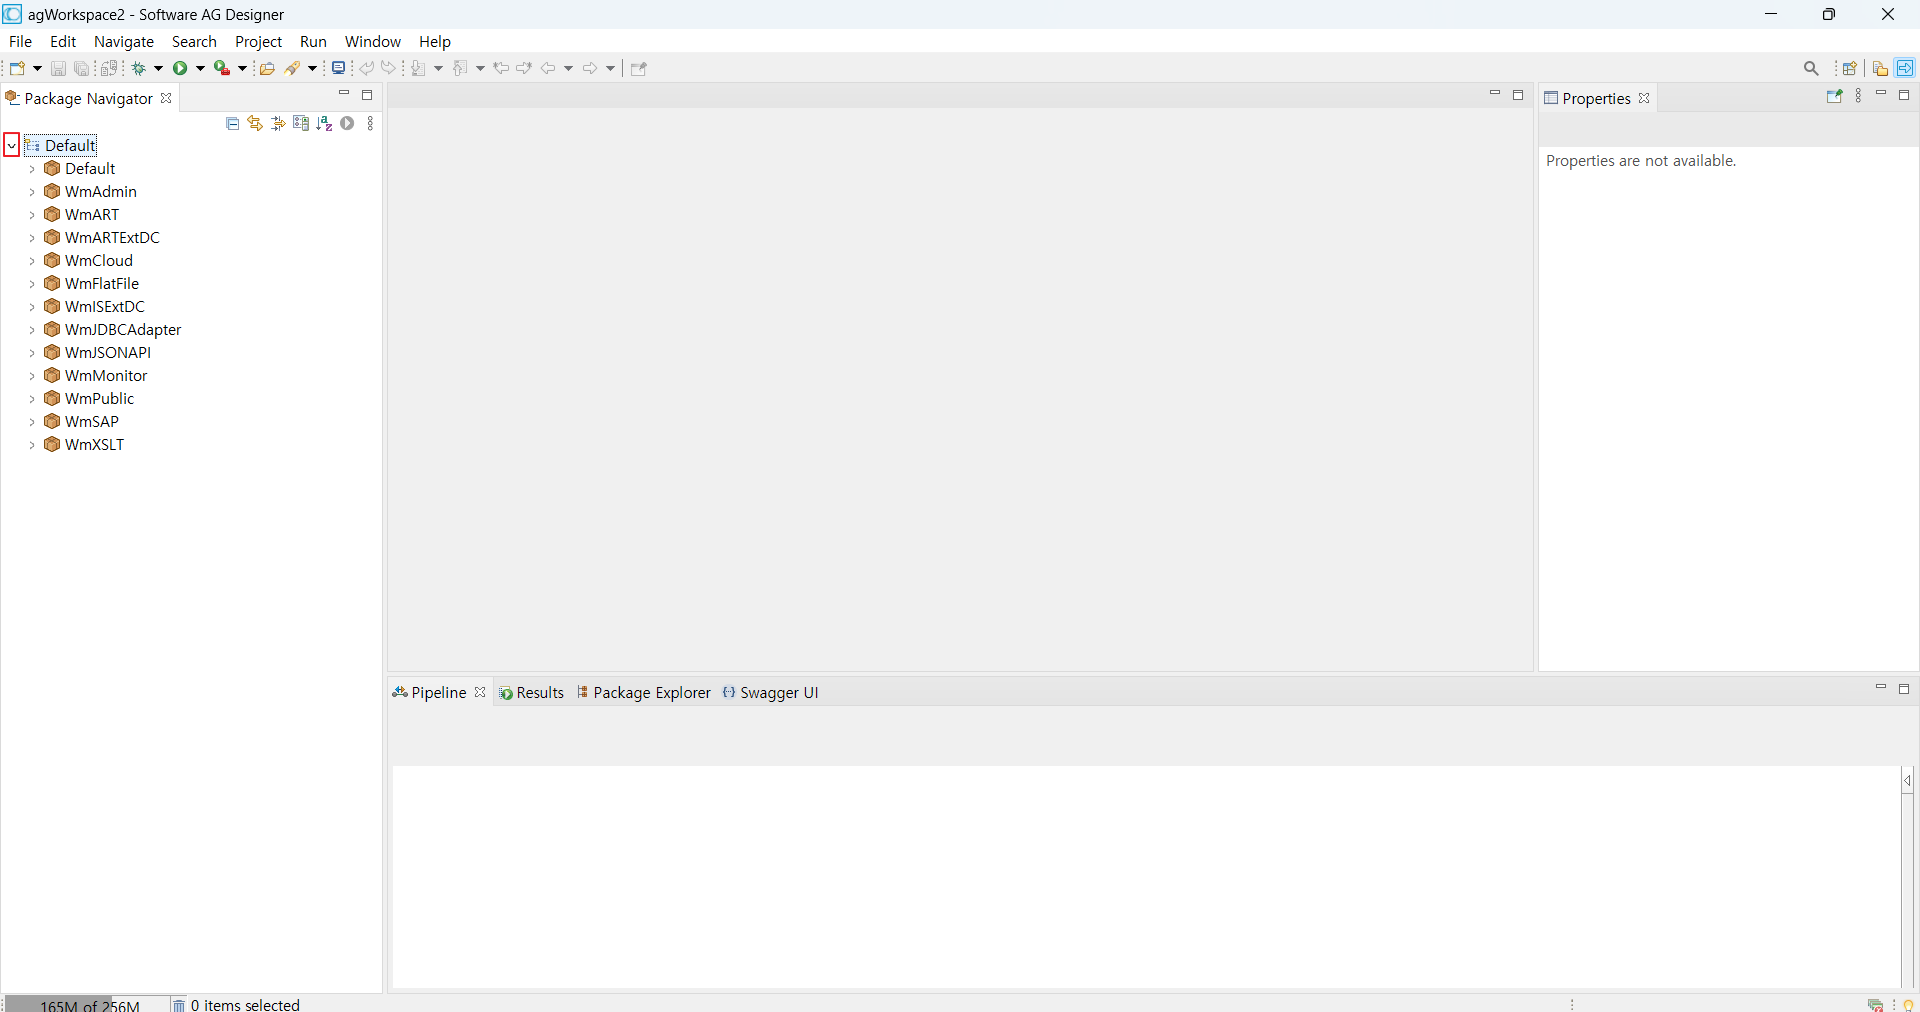 agWorkspace2 - Software AG Designer
File Edit Navigate Search Project Run Window Help
Package Navigator
Default
Default
WmAdmin
WmART
WmARTExtDC
WmCloud
WmFlatFile
WmISExtDC
WmJDBCAdapter
WmJSONAPI
WmMonitor
WmPublic
WmSAP
WmXSLT
Properties
Properties are not available.
Pipeline Results Package Explorer Swagger UI
165M of 256M 0 items selected